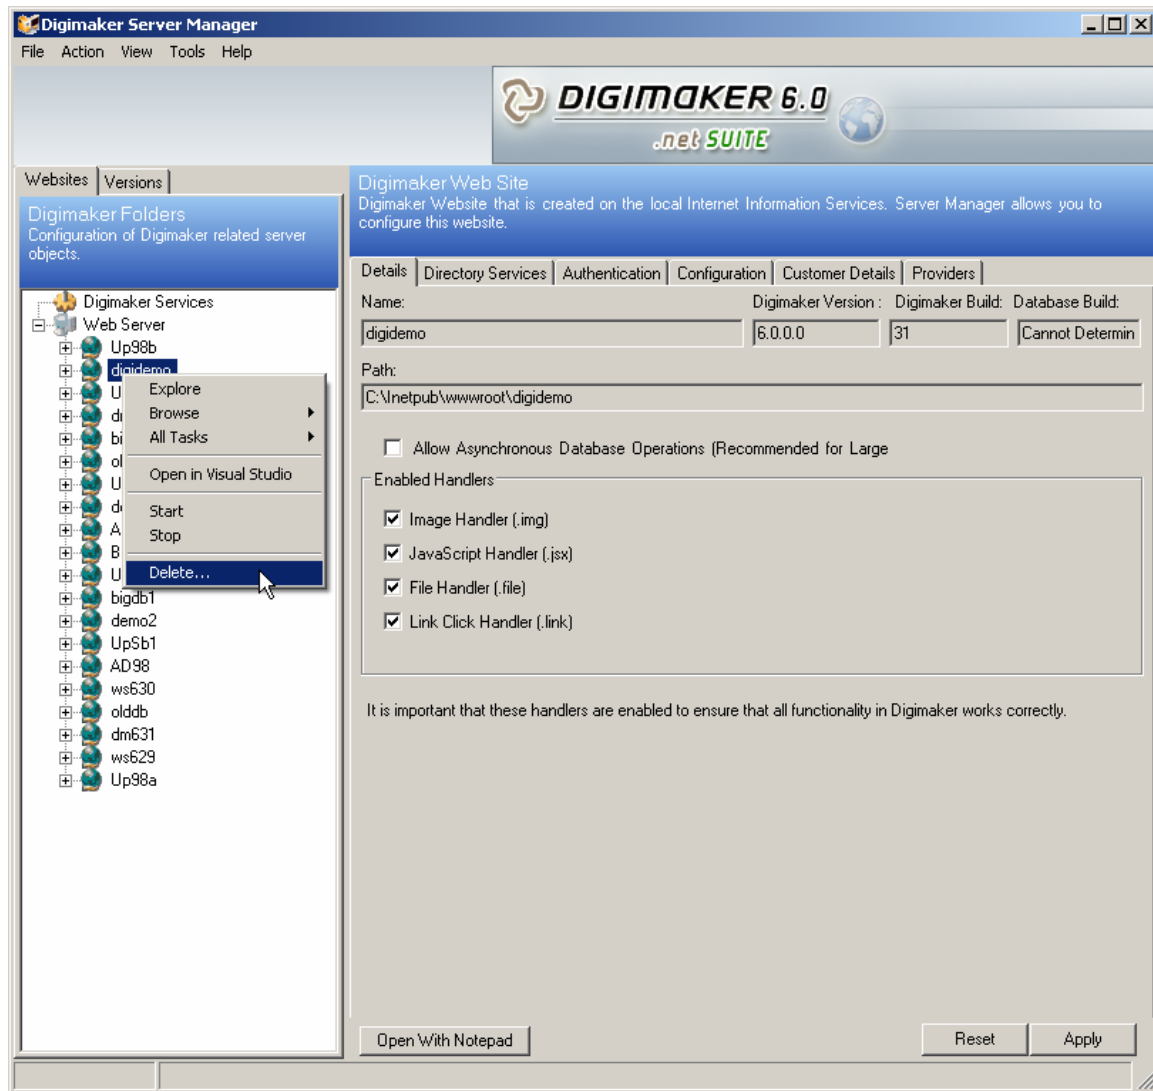 Digimaker Server Manager
File Action View Tools Help
DIGIMAKER 6.0
.net SUITE
Websites Versions
Digimaker Folders
Configuration of Digimaker related server
objects.
Digimaker Services
Web Server
Up98b
digidemo
U
bi
ol
U
A
B
U
bigdb1
demo2
UpSb1
AD98
ws630
olddb
dm631
ws629
Up98a
Explore
Browse
All Tasks
Open in Visual Studio
Start
Stop
Delete...
Digimaker Web Site
Digimaker Website that is created on the local Internet Information Services. Server Manager allows you to
configure this website.
Details Directory Services Authentication Configuration Customer Details Providers
Name: Digimaker Version : Digimaker Build: Database Build:
digidemo 6.0.0.0 31 Cannot Determin
Path:
C:\Inetpub\wwwroot\digidemo
Allow Asynchronous Database Operations (Recommended for Large
Enabled Handlers
Image Handler (.img)
JavaScript Handler (.jsx)
File Handler (.file)
Link Click Handler (.link)
It is important that these handlers are enabled to ensure that all functionality in Digimaker works correctly.
Open With Notepad Reset Apply